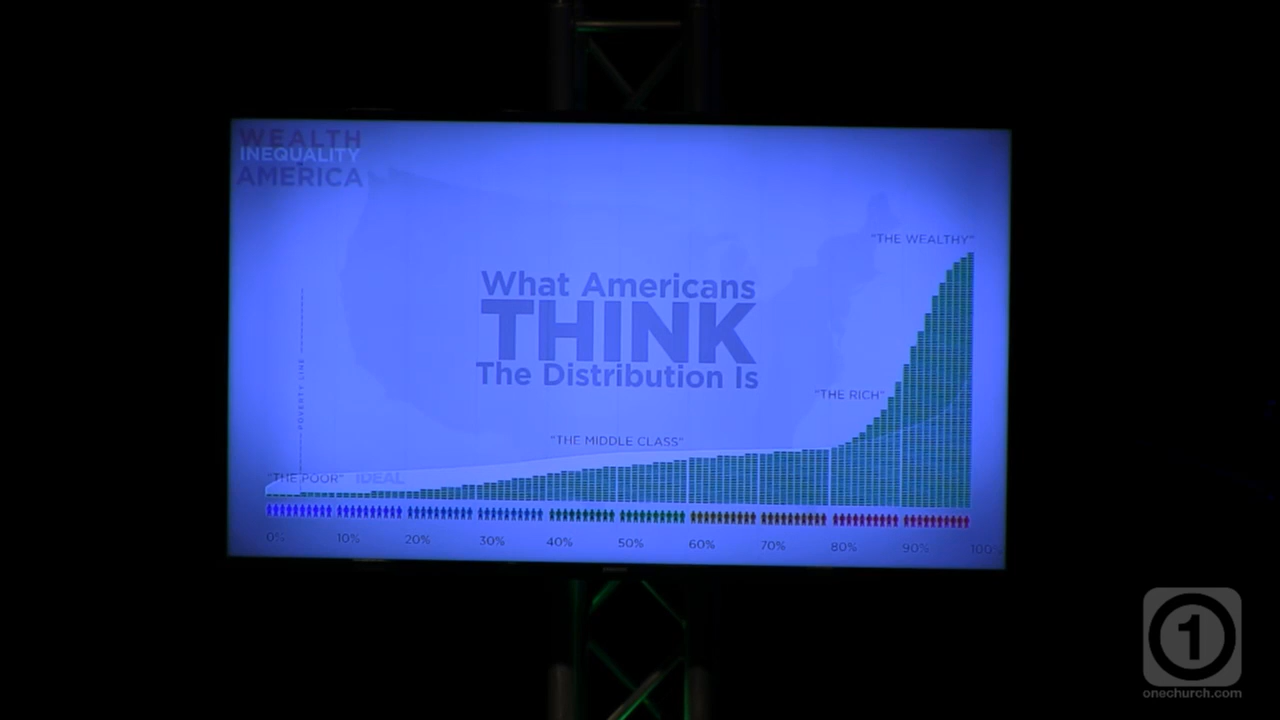 WEALTH
INEQUALITY
AMERICA
"THE WEALTHY"
What Americans
THINK
The Distribution Is
POVERTY LINE
"THE RICH"
"THE MIDDLE CLASS"
"THE POOR" IDEAL
0% 10% 20% 30% 40% 50% 60% 70% 80% 90% 100%
1
onechurch.com